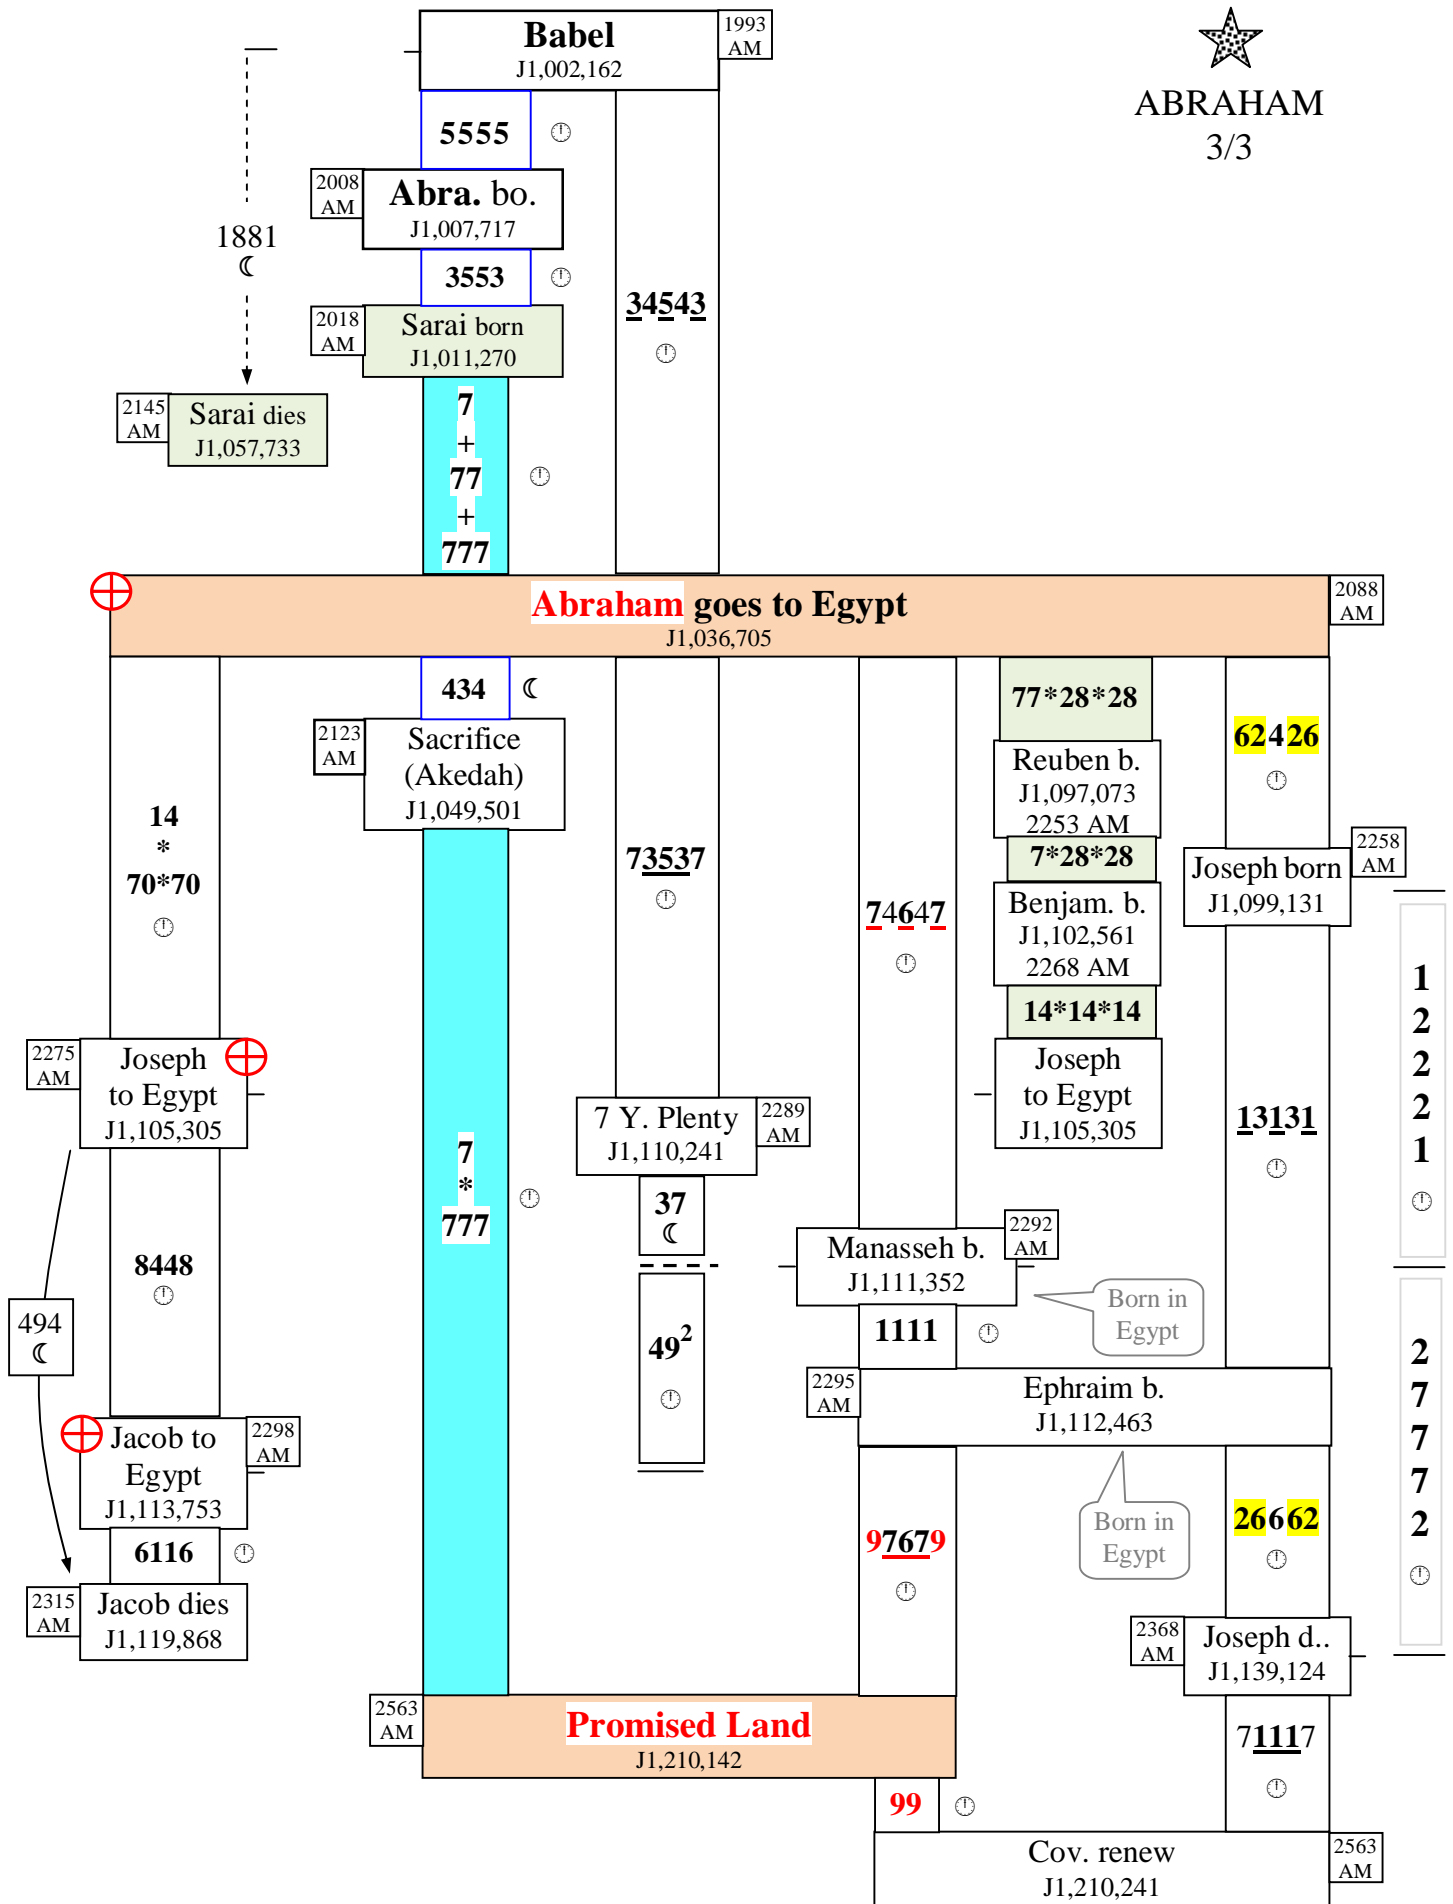 Babel
J1,002,162
1993
AM
ABRAHAM
3/3
5555
2008
AM
Abra. bo.
J1,007,717
1881
☾
3553
34543
2018
AM
Sarai born
J1,011,270
2145
AM
Sarai dies
J1,057,733
7
+
77
+
777
Abraham goes to Egypt
J1,036,705
2088
AM
434 ☾
77*28*28
62426
2123
AM
Sacrifice
(Akedah)
J1,049,501
Reuben b.
J1,097,073
2253 AM
14
*
70*70
73537
74647
7*28*28
2258
AM
Joseph born
J1,099,131
Benjam. b.
J1,102,561
2268 AM
14*14*14
1
2
2
2
1
2275
AM
Joseph
to Egypt
J1,105,305
Joseph
to Egypt
J1,105,305
7 Y. Plenty
J1,110,241
2289
AM
13131
7
*
777
37
☾
8448
Manasseh b.
J1,111,352
2292
AM
Born in
Egypt
494
☾
49²
1111
2295
AM
Ephraim b.
J1,112,463
2
7
7
7
2
Jacob to
Egypt
J1,113,753
2298
AM
97679
Born in
Egypt
26662
6116
2315
AM
Jacob dies
J1,119,868
2368
AM
Joseph d..
J1,139,124
2563
AM
Promised Land
J1,210,142
71117
99
Cov. renew
J1,210,241
2563
AM